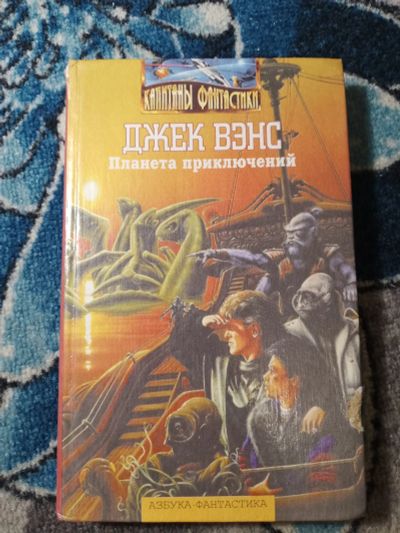 КАПИТАНЫ ФАНТАСТИКИ
ДЖЕК ВЭНС
Планета приключений
АЗБУКА-ФАНТАСТИКА